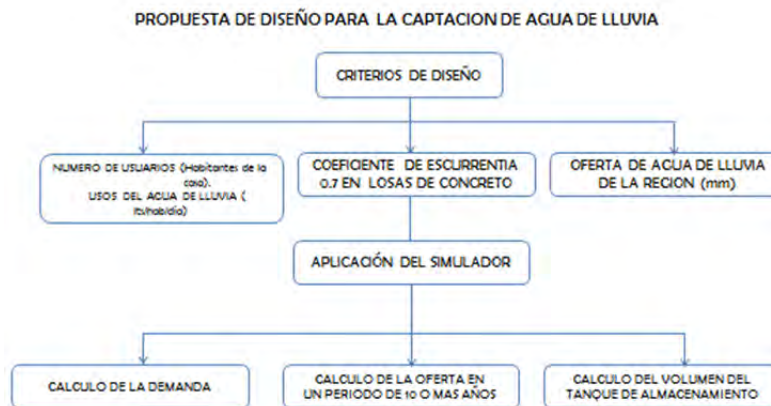 PROPUESTA DE DISEÑO PARA LA CAPTACION DE AGUA DE LLUVIA
CRITERIOS DE DISEÑO
NUMERO DE USUARIOS (Habitantes de la
casa).
USOS DEL AGUA DE LLUVIA (
lts/hab/día)
COEFICIENTE DE ESCURRENTIA
0.7 EN LOSAS DE CONCRETO
OFERTA DE AGUA DE LLUVIA
DE LA REGION (mm)
APLICACIÓN DEL SIMULADOR
CALCULO DE LA DEMANDA
CALCULO DE LA OFERTA EN
UN PERIODO DE 10 O MAS AÑOS
CALCULO DEL VOLUMEN DEL
TANQUE DE ALMACENAMIENTO